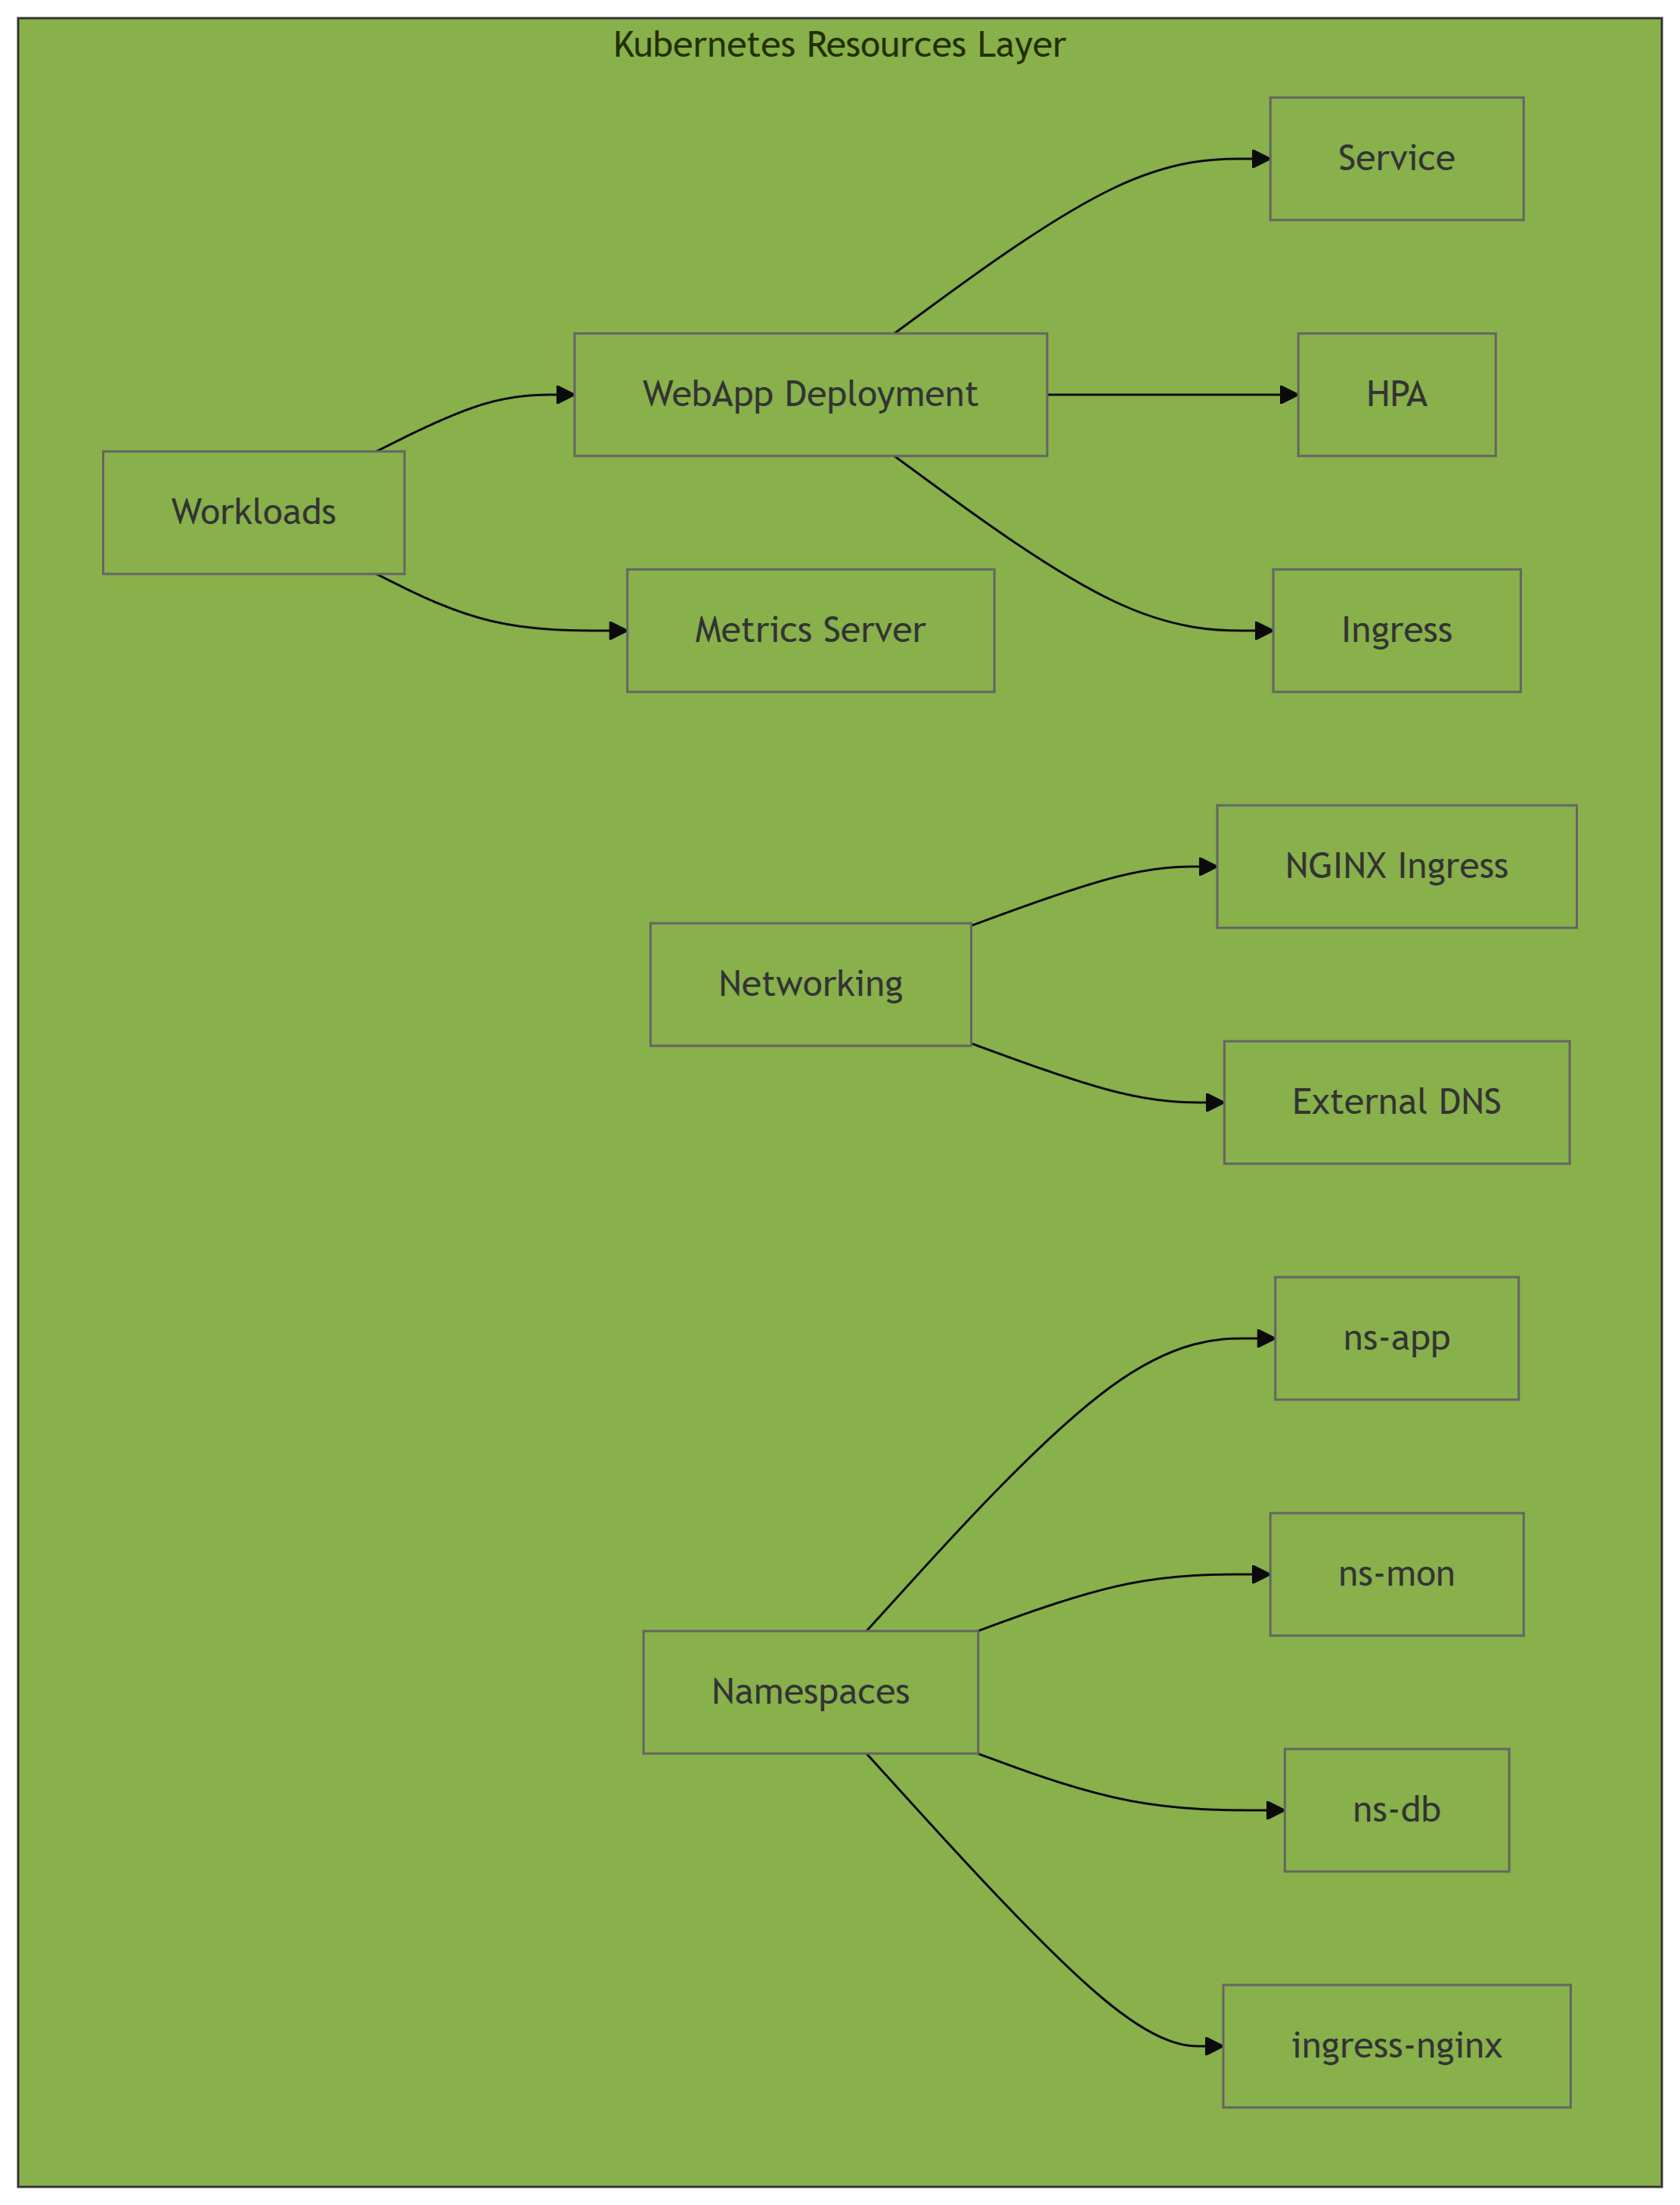 Kubernetes Resources Layer
Service
WebApp Deployment
HPA
Workloads
Metrics Server
Ingress
NGINX Ingress
Networking
External DNS
ns-app
ns-mon
Namespaces
ns-db
ingress-nginx